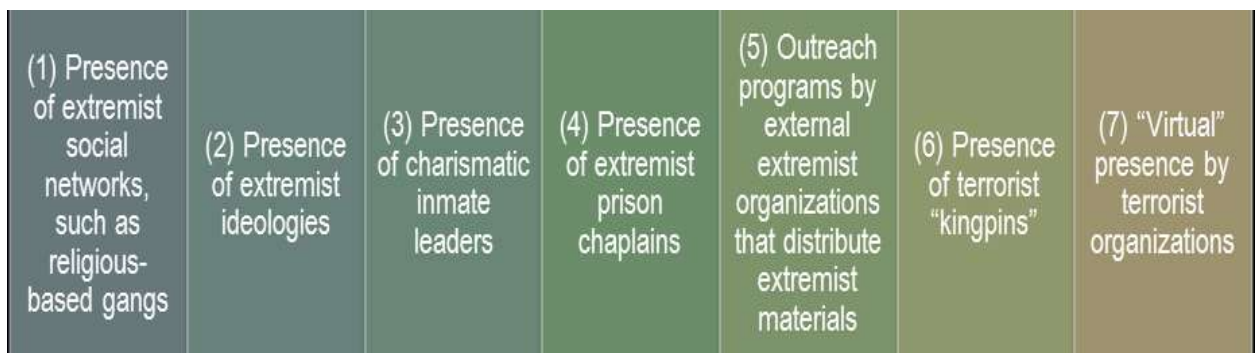 (1) Presence
of extremist
social
networks,
such as
religious-
based gangs
(2) Presence
of extremist
ideologies
(3) Presence
of charismatic
inmate
leaders
(4) Presence
of extremist
prison
chaplains
(5) Outreach
programs by
external
extremist
organizations
that distribute
extremist
materials
(6) Presence
of terrorist
“kingpins”
(7) “Virtual”
presence by
terrorist
organizations